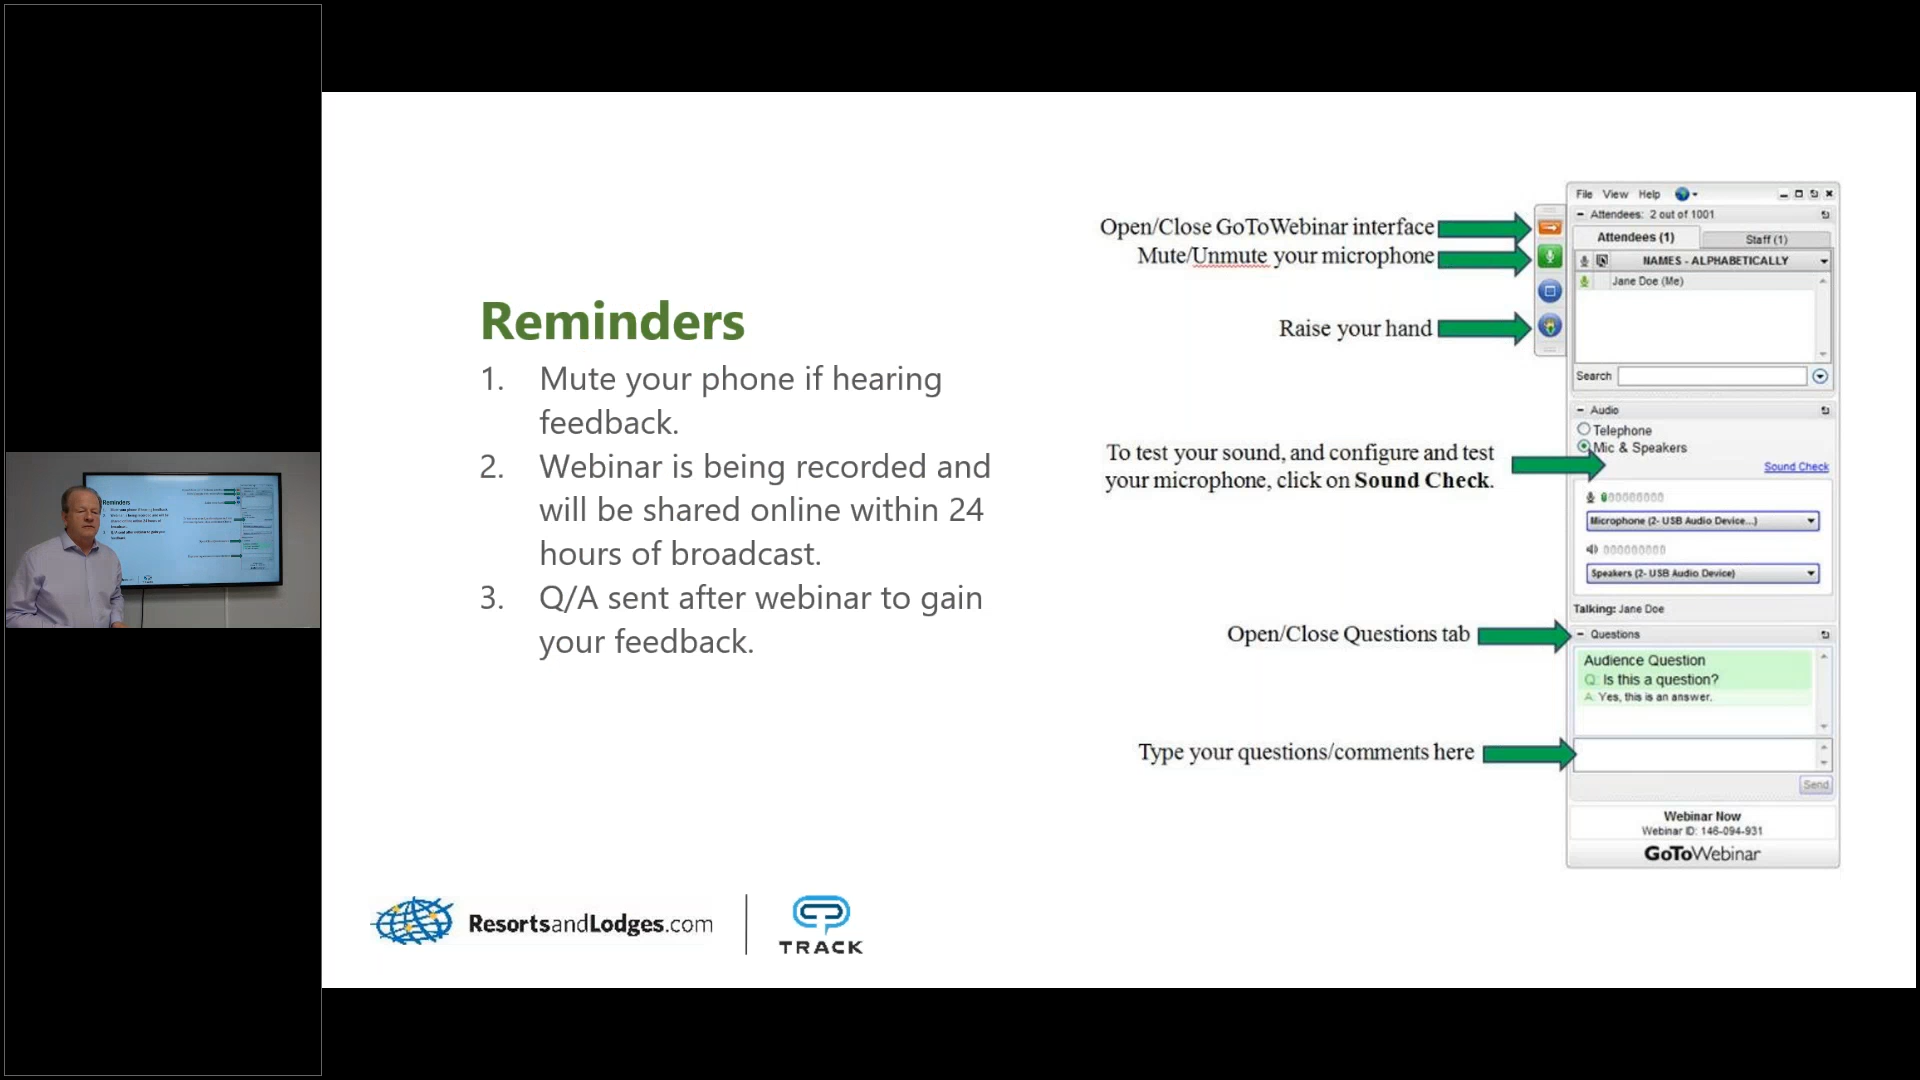 Reminders
1. Mute your phone if hearing
feedback.
2. Webinar is being recorded and
will be shared online within 24
hours of broadcast.
3. Q/A sent after webinar to gain
your feedback.
ResortsandLodges.com
TRACK
Open/Close GoToWebinar interface
Mute/Unmute your microphone
Raise your hand
To test your sound, and configure and test
your microphone, click on Sound Check.
Open/Close Questions tab
Type your questions/comments here
File View Help
Attendees: 2 out of 1001
Attendees (1) Staff (1)
NAMES - ALPHABETICALLY
Jane Doe (Me)
Search
Audio
Telephone
Mic & Speakers
Sound Check
Microphone (2- USB Audio Device...)
Speakers (2- USB Audio Device)
Talking: Jane Doe
Questions
Audience Question
Q: Is this a question?
A: Yes, this is an answer.
Send
Webinar Now
Webinar ID: 146-094-931
GoToWebinar
Reminders